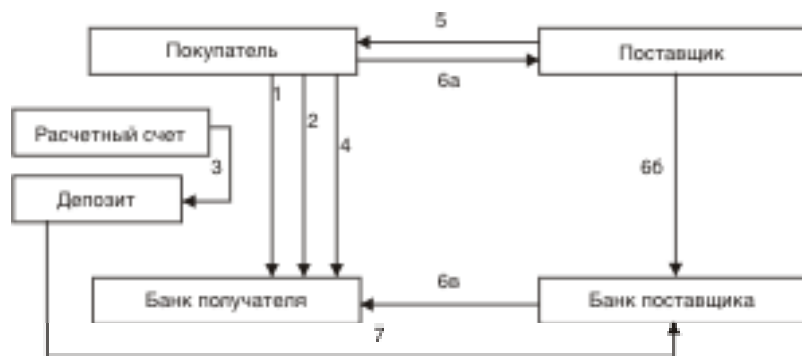 5
Покупатель
Поставщик
6а
1
2
4
Расчетный счет
3
6б
Депозит
6в
Банк получателя
Банк поставщика
7